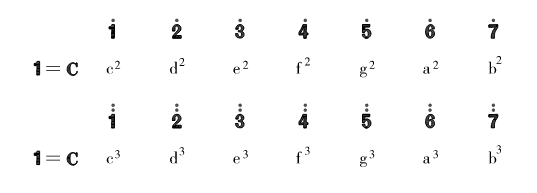 1̇ 2̇ 3̇ 4̇ 5̇ 6̇ 7̇
1=C c² d² e² f² g² a² b²
1̈ 2̈ 3̈ 4̈ 5̈ 6̈ 7̈
1=C c³ d³ e³ f³ g³ a³ b³